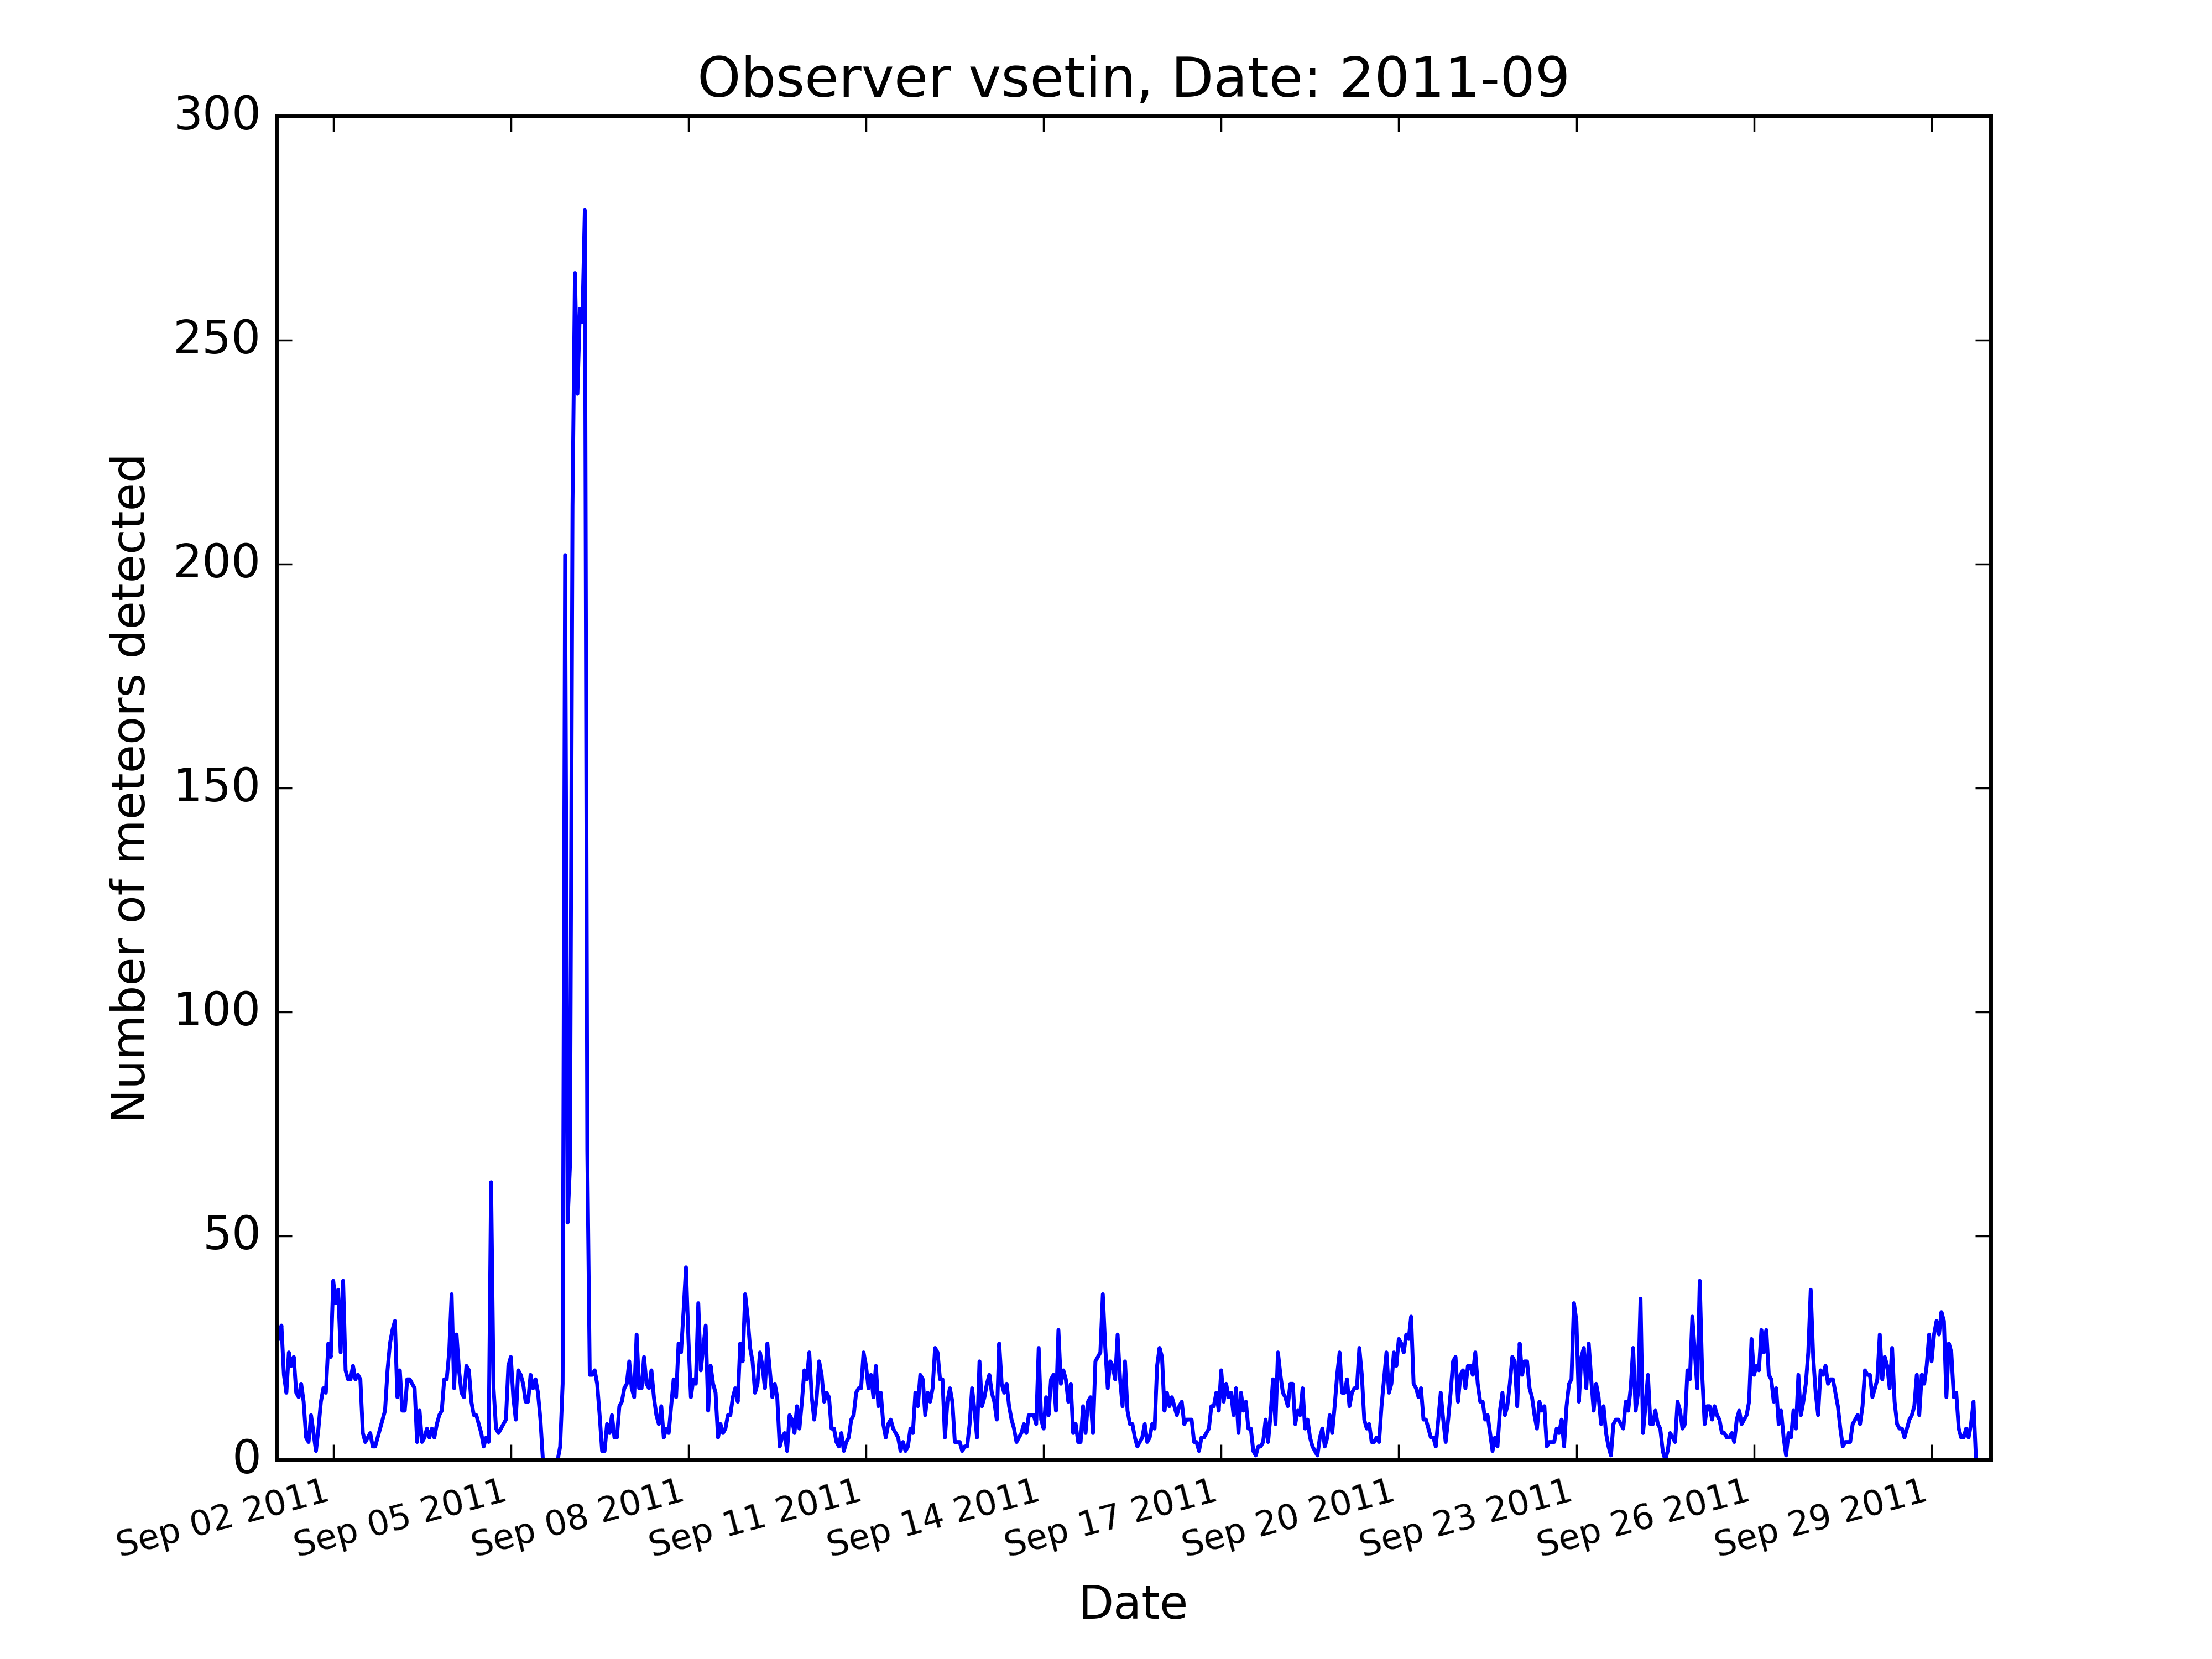 Observer vsetin, Date: 2011-09
300
250
200
150
100
50
0
Number of meteors detected
Sep 02 2011
Sep 05 2011
Sep 08 2011
Sep 11 2011
Sep 14 2011
Sep 17 2011
Sep 20 2011
Sep 23 2011
Sep 26 2011
Sep 29 2011
Date